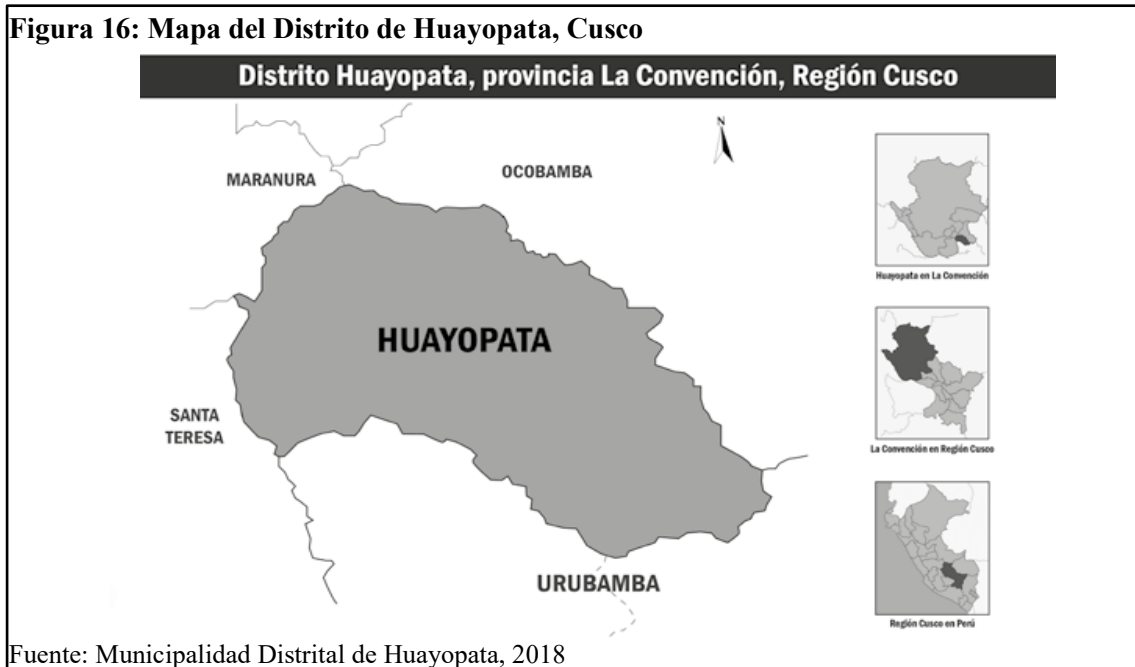 Figura 16: Mapa del Distrito de Huayopata, Cusco
Distrito Huayopata, provincia La Convención, Región Cusco
N
MARANURA
OCOBAMBA
HUAYOPATA
SANTA
TERESA
URUBAMBA
Huayopata en La Convención
La Convención en Región Cusco
Región Cusco en Perú
Fuente: Municipalidad Distrital de Huayopata, 2018